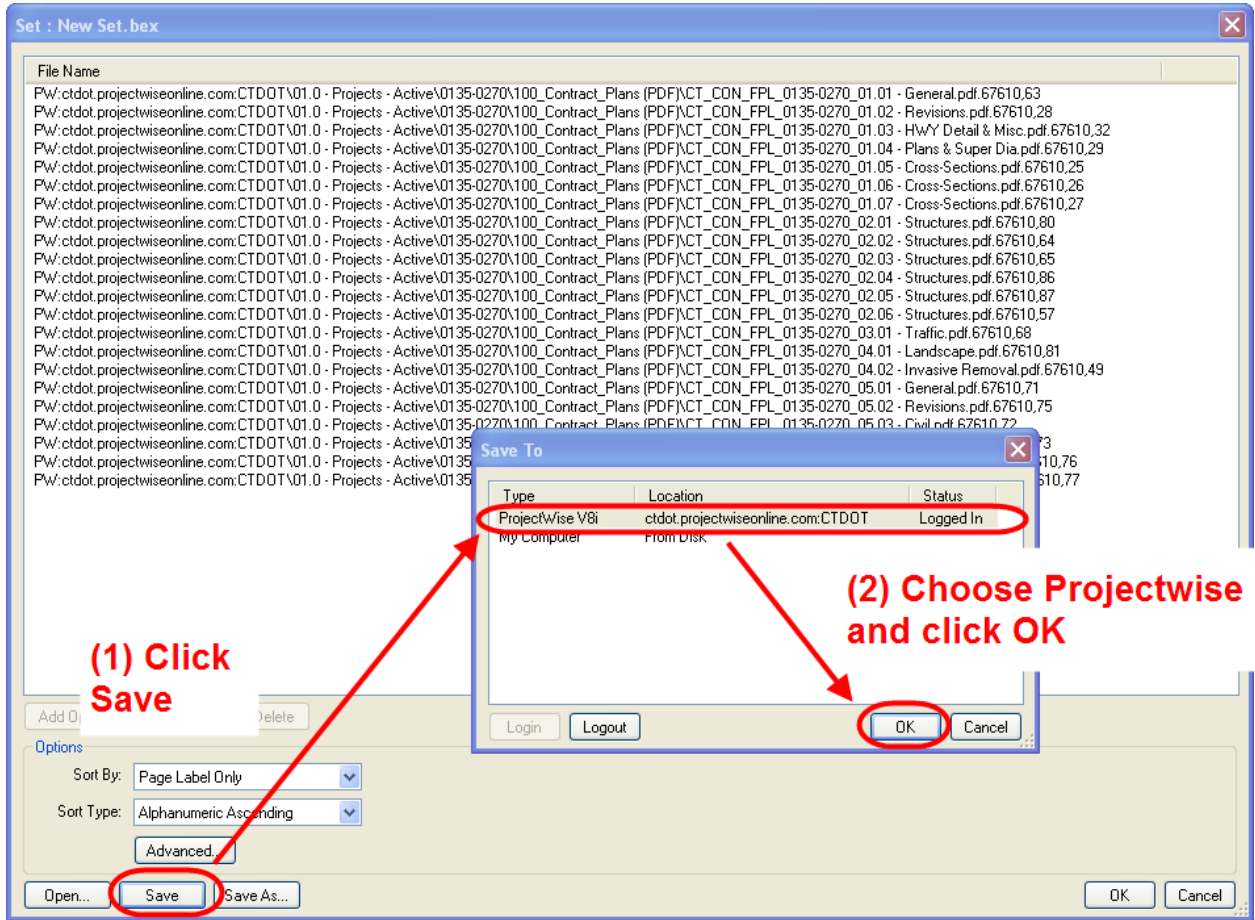 Set : New Set.bex
File Name
PW:ctdot.projectwiseonline.com:CTDOT\01.0 - Projects - Active\0135-0270\100_Contract_Plans (PDF)\CT_CON_FPL_0135-0270_01.01 - General.pdf.67610,63
PW:ctdot.projectwiseonline.com:CTDOT\01.0 - Projects - Active\0135-0270\100_Contract_Plans (PDF)\CT_CON_FPL_0135-0270_01.02 - Revisions.pdf.67610,28
PW:ctdot.projectwiseonline.com:CTDOT\01.0 - Projects - Active\0135-0270\100_Contract_Plans (PDF)\CT_CON_FPL_0135-0270_01.03 - HWY Detail & Misc.pdf.67610,32
PW:ctdot.projectwiseonline.com:CTDOT\01.0 - Projects - Active\0135-0270\100_Contract_Plans (PDF)\CT_CON_FPL_0135-0270_01.04 - Plans & Super Dia.pdf.67610,29
PW:ctdot.projectwiseonline.com:CTDOT\01.0 - Projects - Active\0135-0270\100_Contract_Plans (PDF)\CT_CON_FPL_0135-0270_01.05 - Cross-Sections.pdf.67610,25
PW:ctdot.projectwiseonline.com:CTDOT\01.0 - Projects - Active\0135-0270\100_Contract_Plans (PDF)\CT_CON_FPL_0135-0270_01.06 - Cross-Sections.pdf.67610,26
PW:ctdot.projectwiseonline.com:CTDOT\01.0 - Projects - Active\0135-0270\100_Contract_Plans (PDF)\CT_CON_FPL_0135-0270_01.07 - Cross-Sections.pdf.67610,27
PW:ctdot.projectwiseonline.com:CTDOT\01.0 - Projects - Active\0135-0270\100_Contract_Plans (PDF)\CT_CON_FPL_0135-0270_02.01 - Structures.pdf.67610,80
PW:ctdot.projectwiseonline.com:CTDOT\01.0 - Projects - Active\0135-0270\100_Contract_Plans (PDF)\CT_CON_FPL_0135-0270_02.02 - Structures.pdf.67610,64
PW:ctdot.projectwiseonline.com:CTDOT\01.0 - Projects - Active\0135-0270\100_Contract_Plans (PDF)\CT_CON_FPL_0135-0270_02.03 - Structures.pdf.67610,65
PW:ctdot.projectwiseonline.com:CTDOT\01.0 - Projects - Active\0135-0270\100_Contract_Plans (PDF)\CT_CON_FPL_0135-0270_02.04 - Structures.pdf.67610,86
PW:ctdot.projectwiseonline.com:CTDOT\01.0 - Projects - Active\0135-0270\100_Contract_Plans (PDF)\CT_CON_FPL_0135-0270_02.05 - Structures.pdf.67610,87
PW:ctdot.projectwiseonline.com:CTDOT\01.0 - Projects - Active\0135-0270\100_Contract_Plans (PDF)\CT_CON_FPL_0135-0270_02.06 - Structures.pdf.67610,57
PW:ctdot.projectwiseonline.com:CTDOT\01.0 - Projects - Active\0135-0270\100_Contract_Plans (PDF)\CT_CON_FPL_0135-0270_03.01 - Traffic.pdf.67610,68
PW:ctdot.projectwiseonline.com:CTDOT\01.0 - Projects - Active\0135-0270\100_Contract_Plans (PDF)\CT_CON_FPL_0135-0270_04.01 - Landscape.pdf.67610,81
PW:ctdot.projectwiseonline.com:CTDOT\01.0 - Projects - Active\0135-0270\100_Contract_Plans (PDF)\CT_CON_FPL_0135-0270_04.02 - Invasive Removal.pdf.67610,49
PW:ctdot.projectwiseonline.com:CTDOT\01.0 - Projects - Active\0135-0270\100_Contract_Plans (PDF)\CT_CON_FPL_0135-0270_05.01 - General.pdf.67610,71
PW:ctdot.projectwiseonline.com:CTDOT\01.0 - Projects - Active\0135-0270\100_Contract_Plans (PDF)\CT_CON_FPL_0135-0270_05.02 - Revisions.pdf.67610,75
PW:ctdot.projectwiseonline.com:CTDOT\01.0 - Projects - Active\0135-0270\100_Contract_Plans (PDF)\CT_CON_FPL_0135-0270_05.03 - Civil.pdf.67610,72
PW:ctdot.projectwiseonline.com:CTDOT\01.0 - Projects - Active\0135 73
PW:ctdot.projectwiseonline.com:CTDOT\01.0 - Projects - Active\0135 510,76
PW:ctdot.projectwiseonline.com:CTDOT\01.0 - Projects - Active\0135 510,77
Save To
Type Location Status
ProjectWise V8i ctdot.projectwiseonline.com:CTDOT Logged In
My Computer From Disk
(2) Choose Projectwise
and click OK
Login Logout OK Cancel
(1) Click
Save
Add Delete
Options
Sort By: Page Label Only
Sort Type: Alphanumeric Ascending
Advanced...
Open... Save Save As... OK Cancel